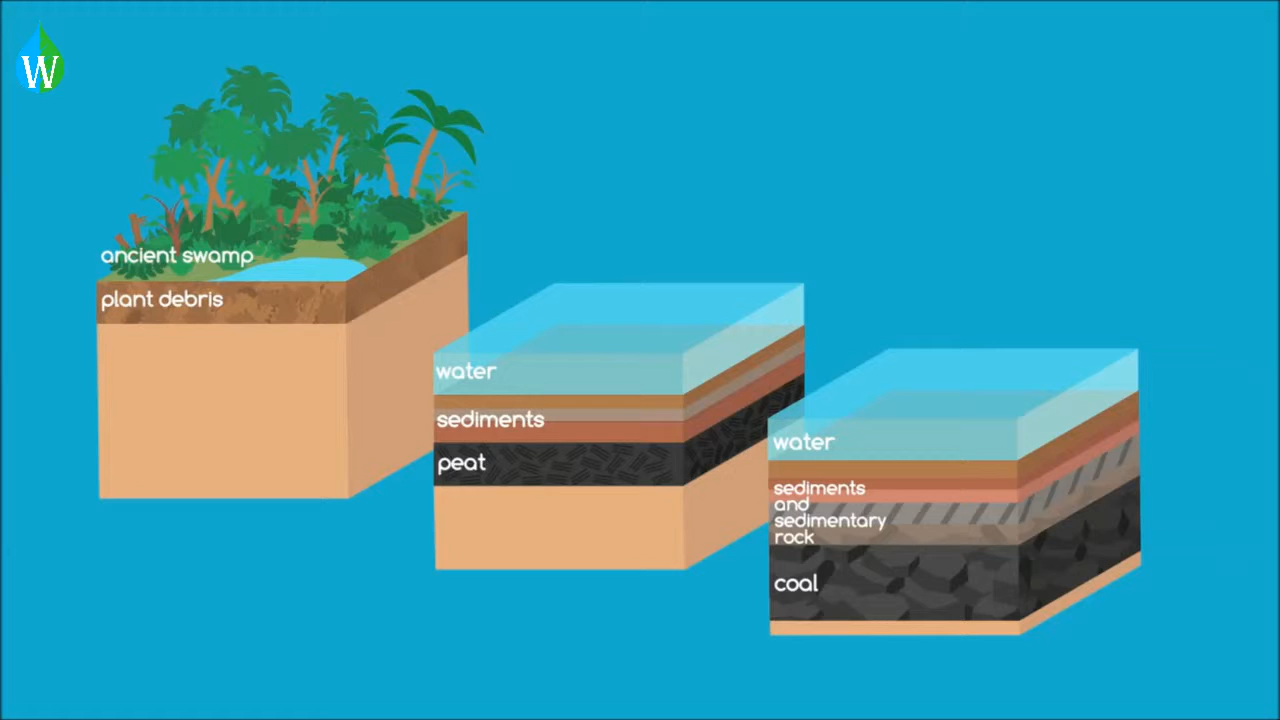 W
ancient swamp
plant debris
water
sediments
peat
water
sediments
and
sedimentary
rock
coal